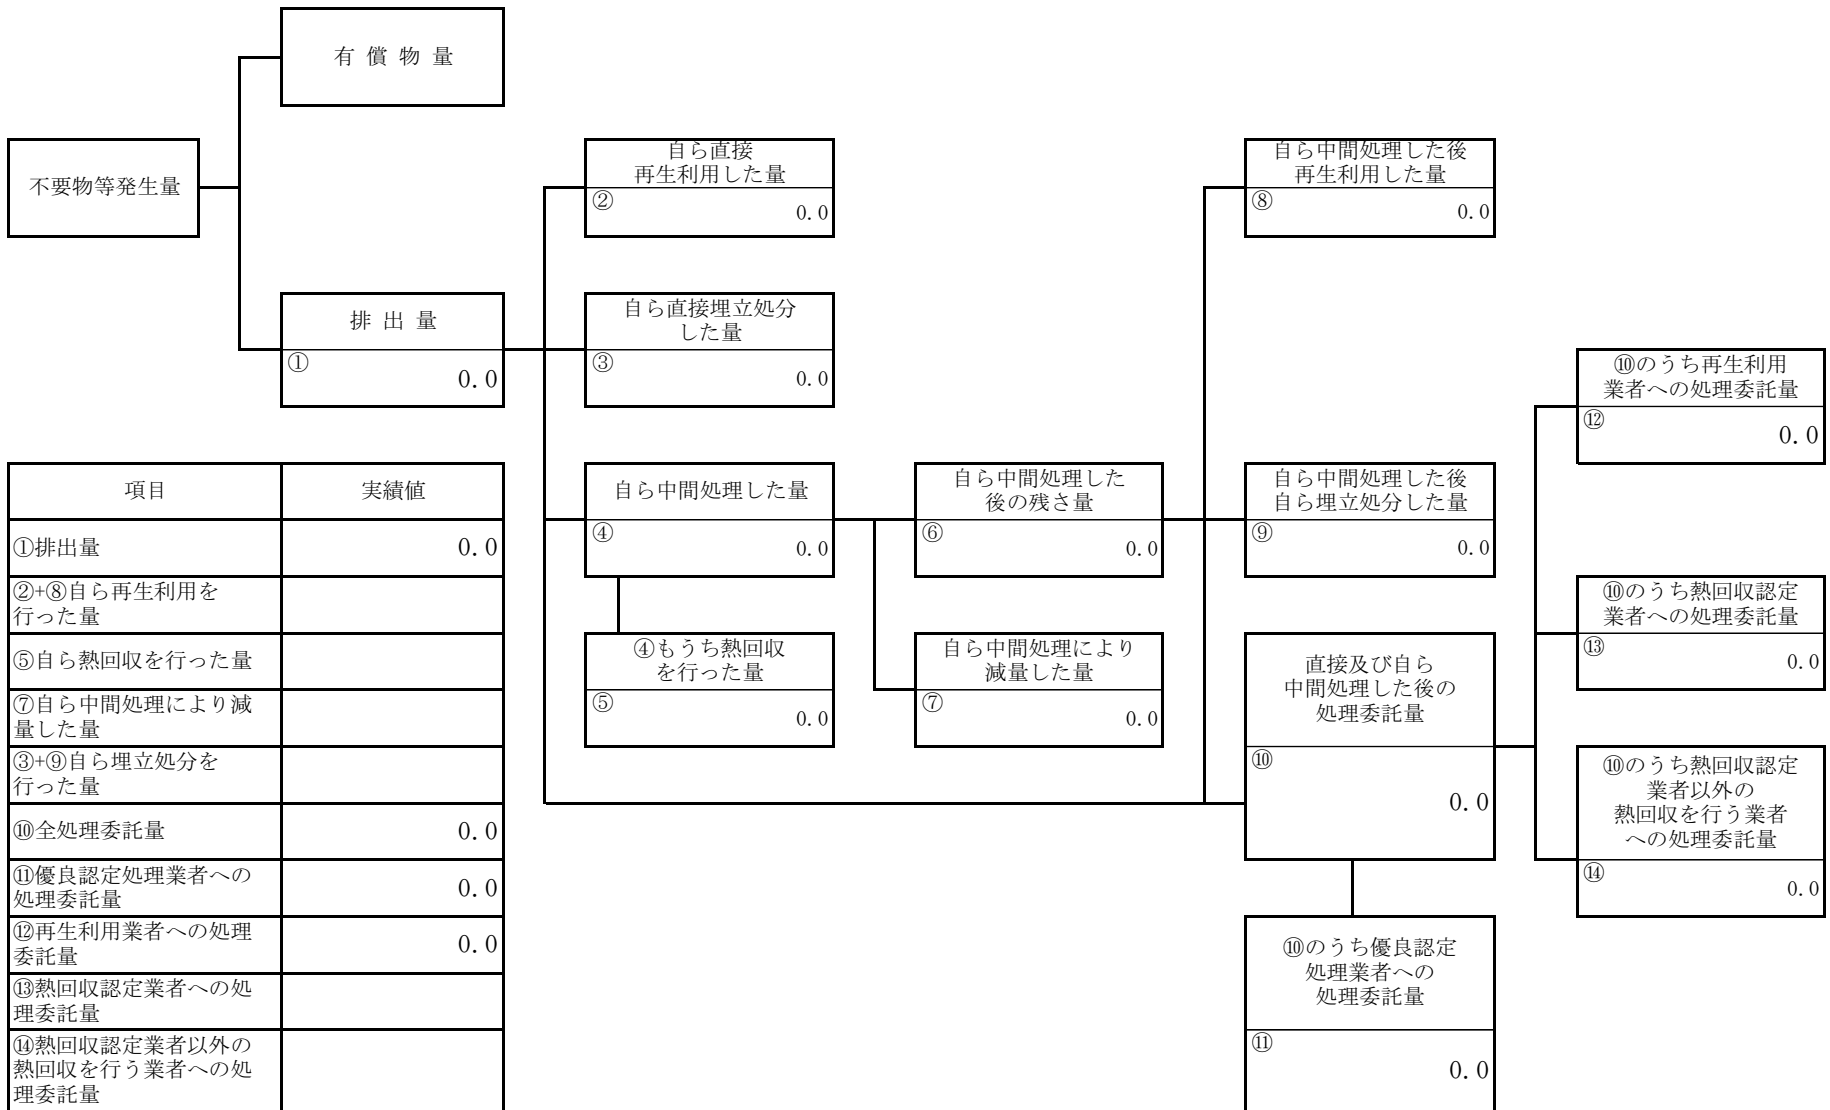 有 償 物 量
不要物等発生量
自ら直接
再生利用した量
②
0.0
自ら中間処理した後
再生利用した量
⑧
0.0
排 出 量
①
0.0
自ら直接埋立処分
した量
③
0.0
⑩のうち再生利用
業者への処理委託量
⑫
0.0
自ら中間処理した量
④
0.0
自ら中間処理した
後の残さ量
⑥
0.0
自ら中間処理した後
自ら埋立処分した量
⑨
0.0
⑩のうち熱回収認定
業者への処理委託量
⑬
0.0
④もうち熱回収
を行った量
⑤
0.0
自ら中間処理により
減量した量
⑦
0.0
直接及び自ら
中間処理した後の
処理委託量
⑩
0.0
⑩のうち熱回収認定
業者以外の
熱回収を行う業者
への処理委託量
⑭
0.0
⑩のうち優良認定
処理業者への
処理委託量
⑪
0.0
項目 実績値
①排出量 0.0
②+⑧自ら再生利用を
行った量
⑤自ら熱回収を行った量
⑦自ら中間処理により減
量した量
③+⑨自ら埋立処分を
行った量
⑩全処理委託量 0.0
⑪優良認定処理業者への
処理委託量
0.0
⑫再生利用業者への処理
委託量
0.0
⑬熱回収認定業者への処
理委託量
⑭熱回収認定業者以外の
熱回収を行う業者への処
理委託量